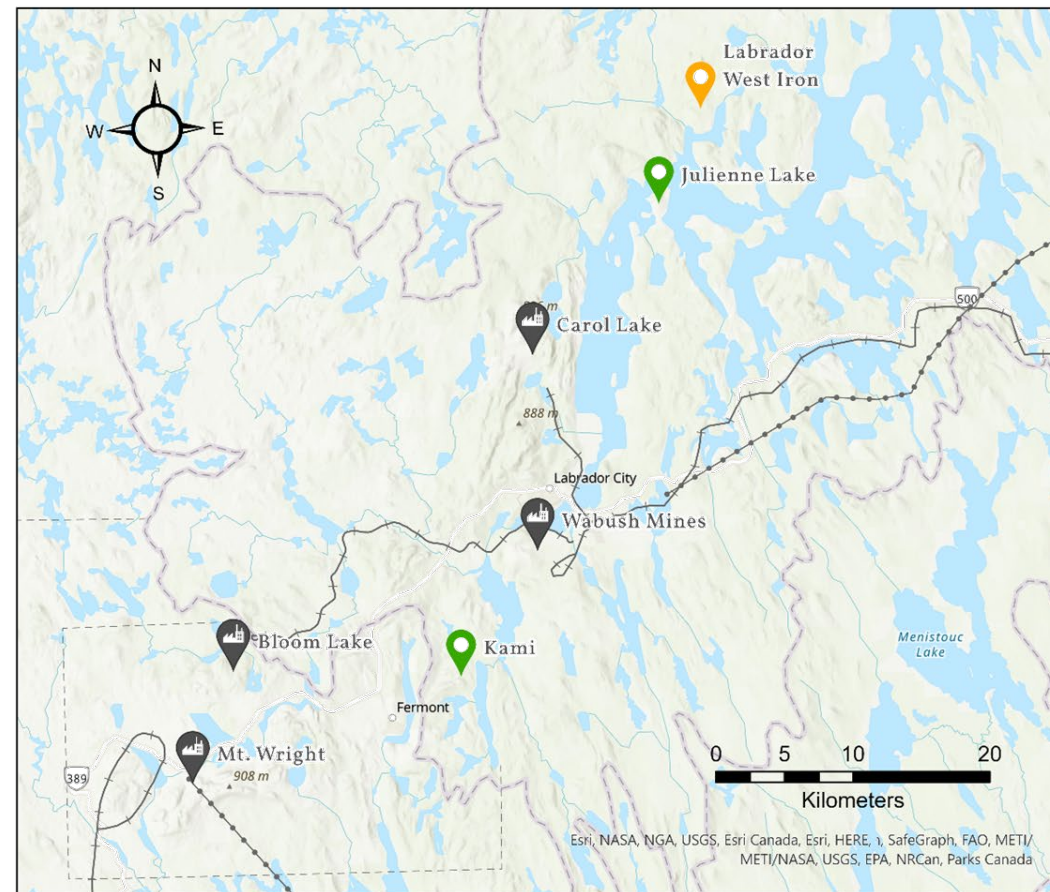 N
W
E
S
Labrador
West Iron
Julienne Lake
500
Carol Lake
888 m
Labrador City
Wabush Mines
Bloom Lake
Kami
Menistouc
Lake
Fermont
Mt. Wright
389
908 m
0 5 10 20
Kilometers
Esri, NASA, NGA, USGS, Esri Canada, Esri, HERE, SafeGraph, FAO, METI/
METI/NASA, USGS, EPA, NRCan, Parks Canada